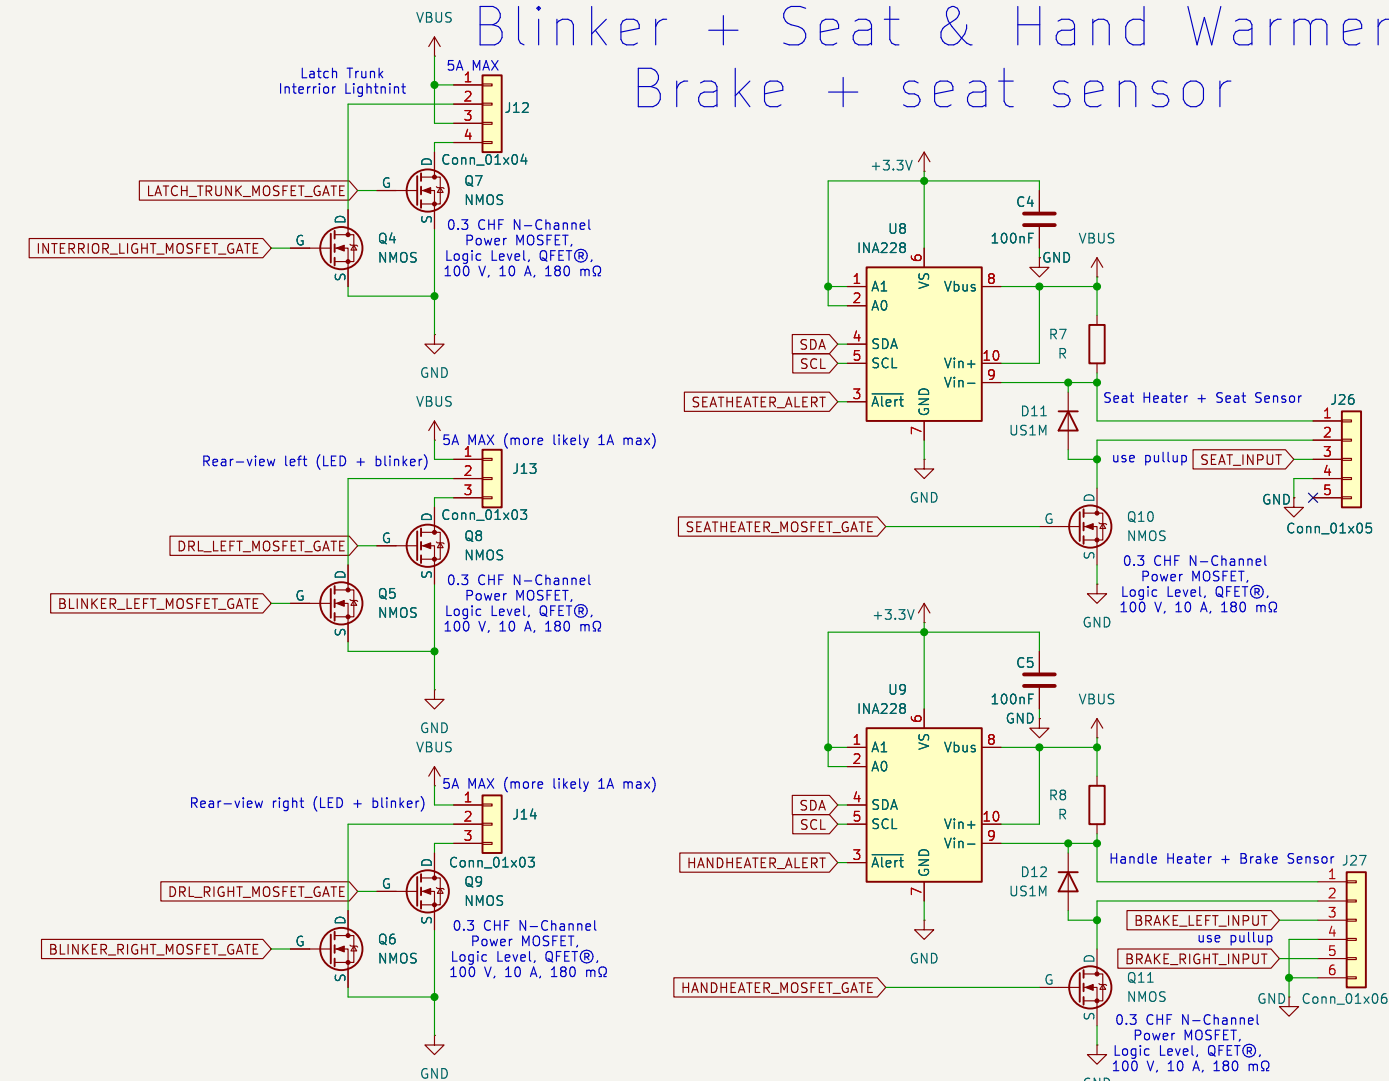 Blinker + Seat & Hand Warmer
Brake + seat sensor
VBUS
5A MAX
Latch Trunk
Interrior Lightnint
1
2
3
4
J12
Conn_01x04
LATCH_TRUNK_MOSFET_GATE
G
D
S
Q7
NMOS
INTERRIOR_LIGHT_MOSFET_GATE
G
D
S
Q4
NMOS
0.3 CHF N-Channel
Power MOSFET,
Logic Level, QFET®,
100 V, 10 A, 180 mΩ
GND
VBUS
5A MAX (more likely 1A max)
Rear-view left (LED + blinker)
1
2
3
J13
Conn_01x03
DRL_LEFT_MOSFET_GATE
G
D
S
Q8
NMOS
BLINKER_LEFT_MOSFET_GATE
G
D
S
Q5
NMOS
0.3 CHF N-Channel
Power MOSFET,
Logic Level, QFET®,
100 V, 10 A, 180 mΩ
GND
VBUS
5A MAX (more likely 1A max)
Rear-view right (LED + blinker)
1
2
3
J14
Conn_01x03
DRL_RIGHT_MOSFET_GATE
G
D
S
Q9
NMOS
BLINKER_RIGHT_MOSFET_GATE
G
D
S
Q6
NMOS
0.3 CHF N-Channel
Power MOSFET,
Logic Level, QFET®,
100 V, 10 A, 180 mΩ
GND
+3.3V
C4
100nF
GND
VBUS
U8
INA228
6
VS
1
A1
2
A0
4
SDA
5
SCL
3
Alert
8
Vbus
10
Vin+
9
Vin-
7
GND
SDA
SCL
SEATHEATER_ALERT
GND
R7
R
D11
US1M
Seat Heater + Seat Sensor
J26
1
2
3
4
5
use pullup
SEAT_INPUT
GND
Conn_01x05
SEATHEATER_MOSFET_GATE
G
D
S
Q10
NMOS
0.3 CHF N-Channel
Power MOSFET,
Logic Level, QFET®,
100 V, 10 A, 180 mΩ
GND
+3.3V
C5
100nF
GND
VBUS
U9
INA228
6
VS
1
A1
2
A0
4
SDA
5
SCL
3
Alert
8
Vbus
10
Vin+
9
Vin-
7
GND
SDA
SCL
HANDHEATER_ALERT
GND
R8
R
D12
US1M
Handle Heater + Brake Sensor
J27
1
2
3
4
5
6
BRAKE_LEFT_INPUT
use pullup
BRAKE_RIGHT_INPUT
GND
Conn_01x06
HANDHEATER_MOSFET_GATE
G
D
S
Q11
NMOS
0.3 CHF N-Channel
Power MOSFET,
Logic Level, QFET®,
100 V, 10 A, 180 mΩ